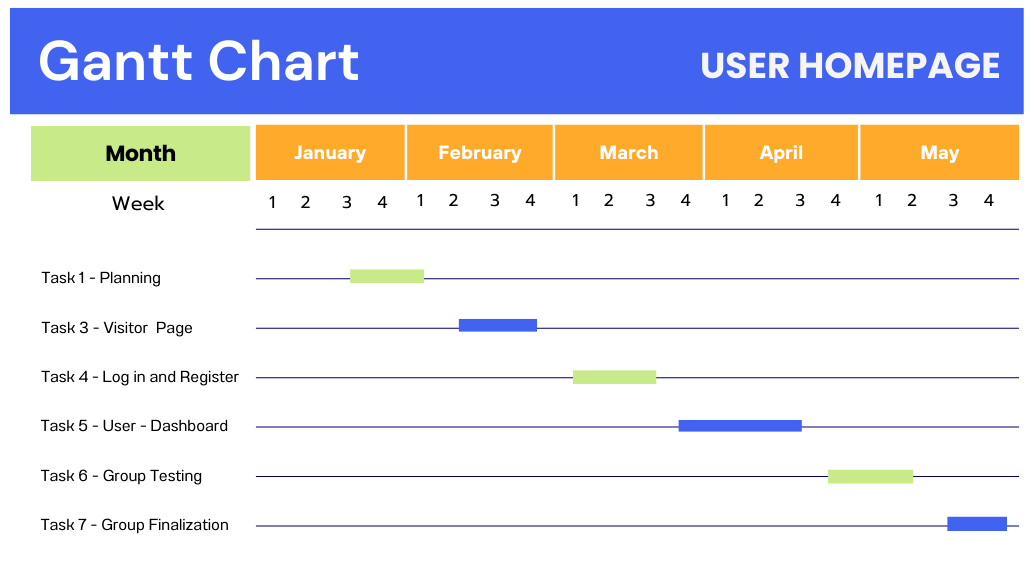 Gantt Chart
USER HOMEPAGE
Month January February March April May
Week 1 2 3 4 1 2 3 4 1 2 3 4 1 2 3 4 1 2 3 4
Task 1 - Planning
Task 3 - Visitor Page
Task 4 - Log in and Register
Task 5 - User - Dashboard
Task 6 - Group Testing
Task 7 - Group Finalization